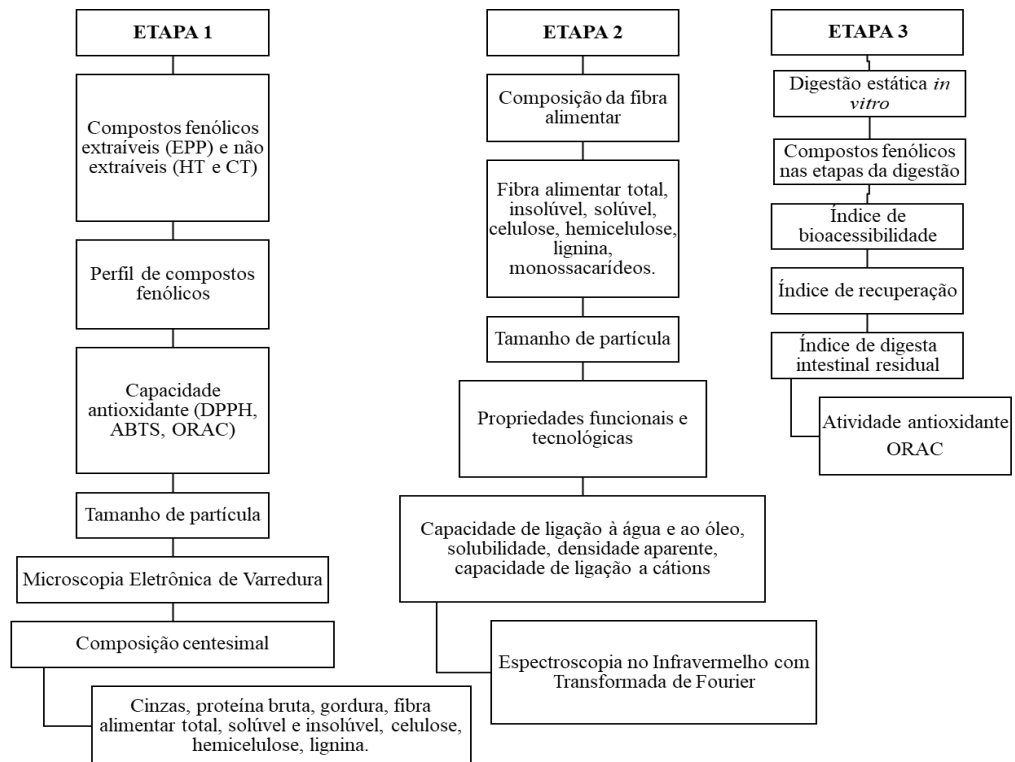 ETAPA 1
Compostos fenólicos
extraíveis (EPP) e não
extraíveis (HT e CT)
Perfil de compostos
fenólicos
Capacidade
antioxidante (DPPH,
ABTS, ORAC)
Tamanho de partícula
Microscopia Eletrônica de Varredura
Composição centesimal
Cinzas, proteína bruta, gordura, fibra
alimentar total, solúvel e insolúvel, celulose,
hemicelulose, lignina.
ETAPA 2
Composição da fibra
alimentar
Fibra alimentar total,
insolúvel, solúvel,
celulose, hemicelulose,
lignina,
monossacarídeos.
Tamanho de partícula
Propriedades funcionais e
tecnológicas
Capacidade de ligação à água e ao óleo,
solubilidade, densidade aparente,
capacidade de ligação a cátions
Espectroscopia no Infravermelho com
Transformada de Fourier
ETAPA 3
Digestão estática in
vitro
Compostos fenólicos
nas etapas da digestão
Índice de
bioacessibilidade
Índice de recuperação
Índice de digesta
intestinal residual
Atividade antioxidante
ORAC